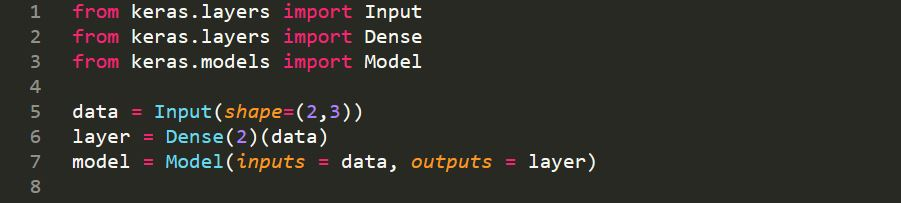 1 from keras.layers import Input
2 from keras.layers import Dense
3 from keras.models import Model
4
5 data = Input(shape=(2,3))
6 layer = Dense(2)(data)
7 model = Model(inputs = data, outputs = layer)
8